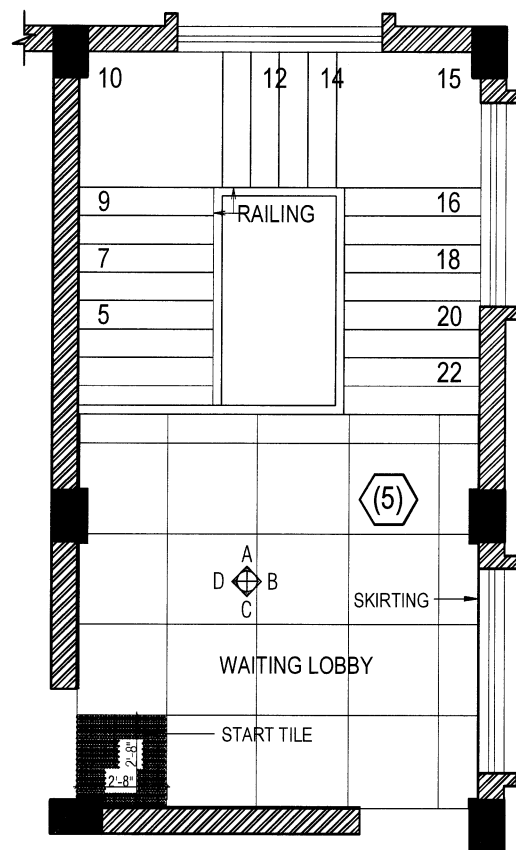 10 12 14 15
9 16
RAILING
7 18
5 20
22
(5)
A
D B
C
SKIRTING
WAITING LOBBY
START TILE
2'-8"
2'-8"